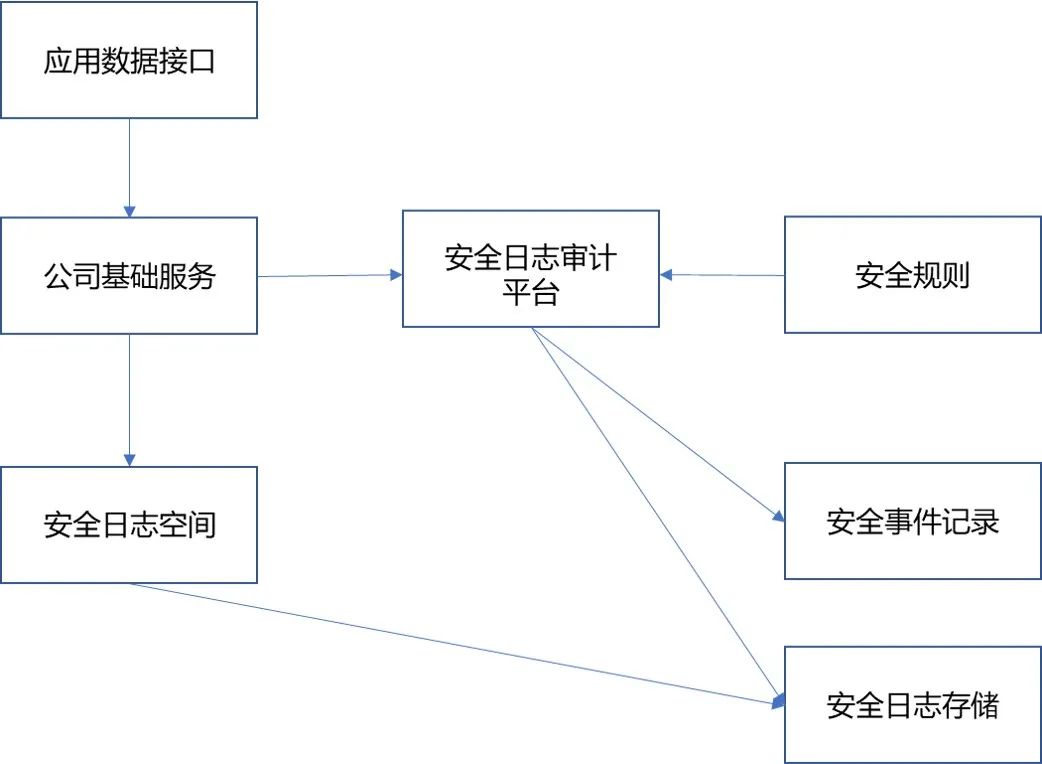 应用数据接口
公司基础服务
安全日志审计
平台
安全规则
安全日志空间
安全事件记录
安全日志存储